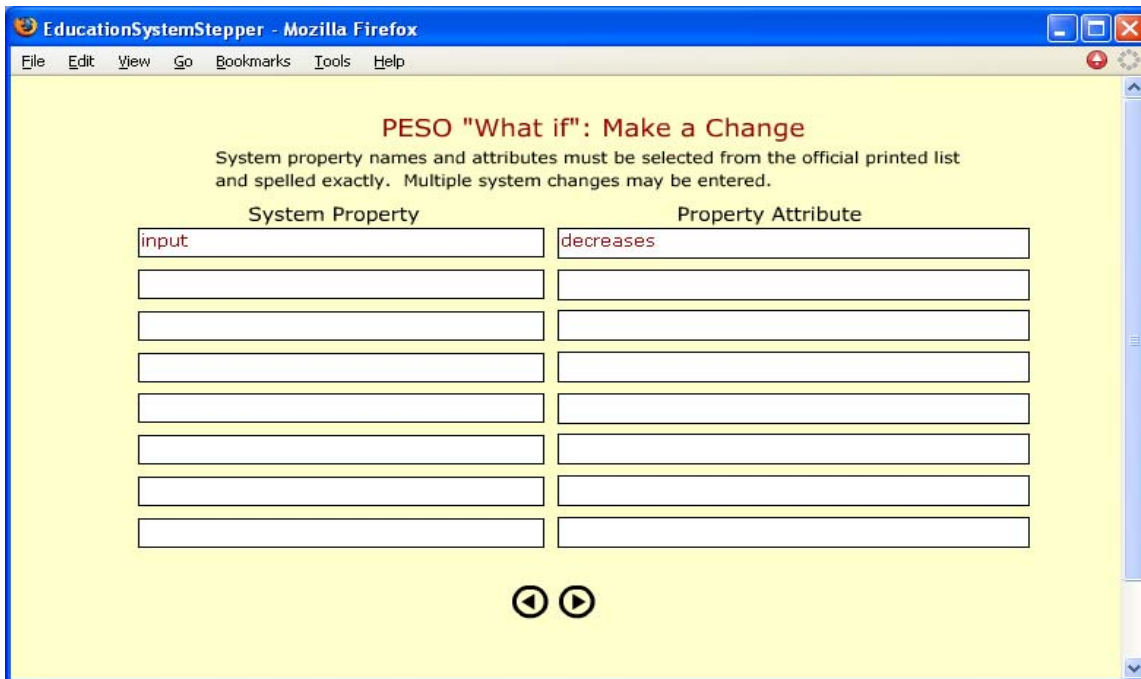 EducationSystemStepper - Mozilla Firefox
File Edit View Go Bookmarks Tools Help
PESO "What if": Make a Change
System property names and attributes must be selected from the official printed list
and spelled exactly. Multiple system changes may be entered.
System Property Property Attribute
input decreases